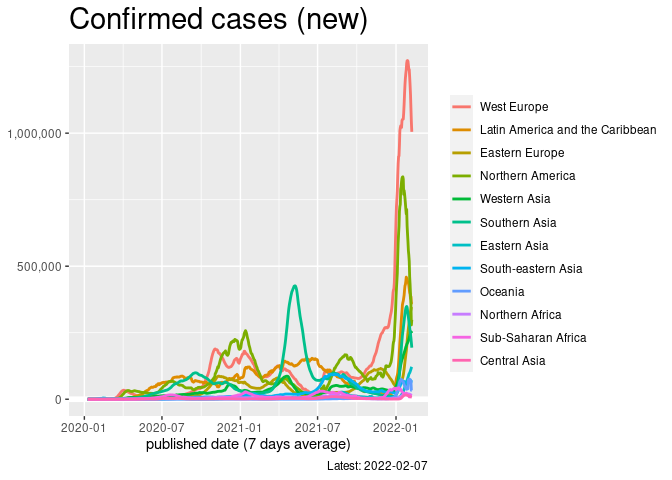 Confirmed cases (new)
1,000,000
500,000
0
2020-01
2020-07
2021-01
2021-07
2022-01
published date (7 days average)
Latest: 2022-02-07
West Europe
Latin America and the Caribbean
Eastern Europe
Northern America
Western Asia
Southern Asia
Eastern Asia
South-eastern Asia
Oceania
Northern Africa
Sub-Saharan Africa
Central Asia